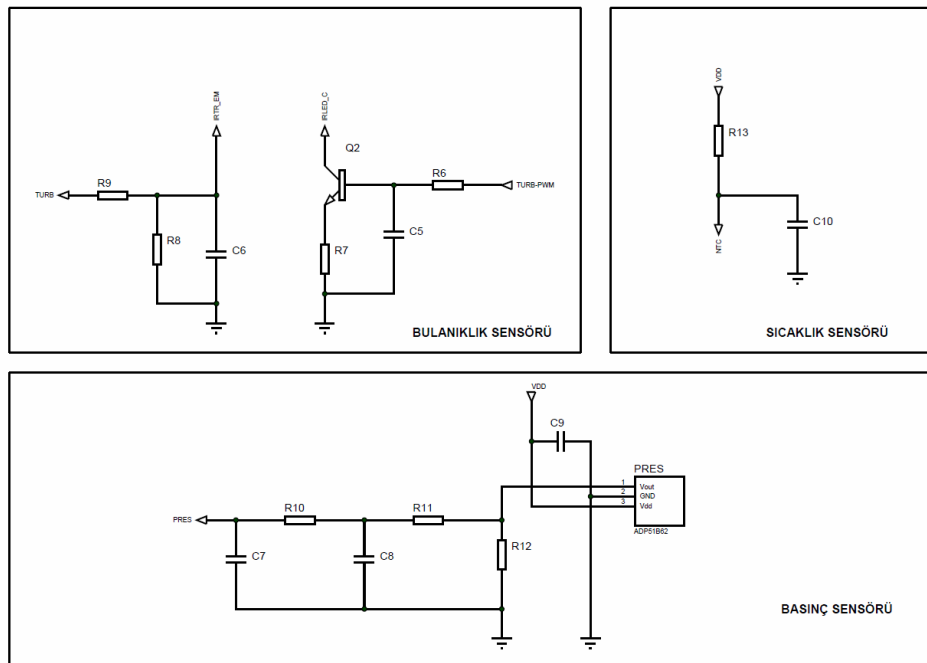 IRTR_EM
IRLED_C
Q2
R9
R6
TURB
TURB-PWM
R8
C6
R7
C5
BULANIKLIK SENSÖRÜ
VDD
R13
C10
NTC
SICAKLIK SENSÖRÜ
VDD
C9
PRES
1 Vout
2 GND
3 Vdd
ADP51B62
R10
R11
PRES
C7
C8
R12
BASINÇ SENSÖRÜ